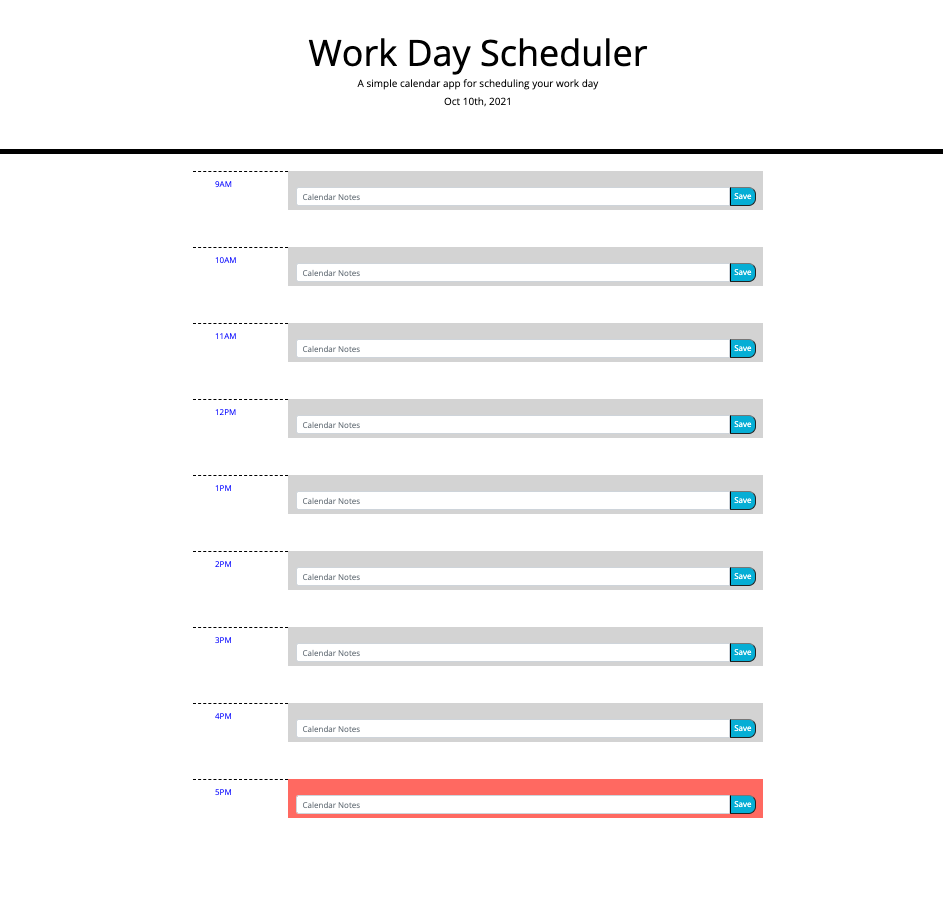 Work Day Scheduler
A simple calendar app for scheduling your work day
Oct 10th, 2021
9AM
Calendar Notes Save
10AM
Calendar Notes Save
11AM
Calendar Notes Save
12PM
Calendar Notes Save
1PM
Calendar Notes Save
2PM
Calendar Notes Save
3PM
Calendar Notes Save
4PM
Calendar Notes Save
5PM
Calendar Notes Save